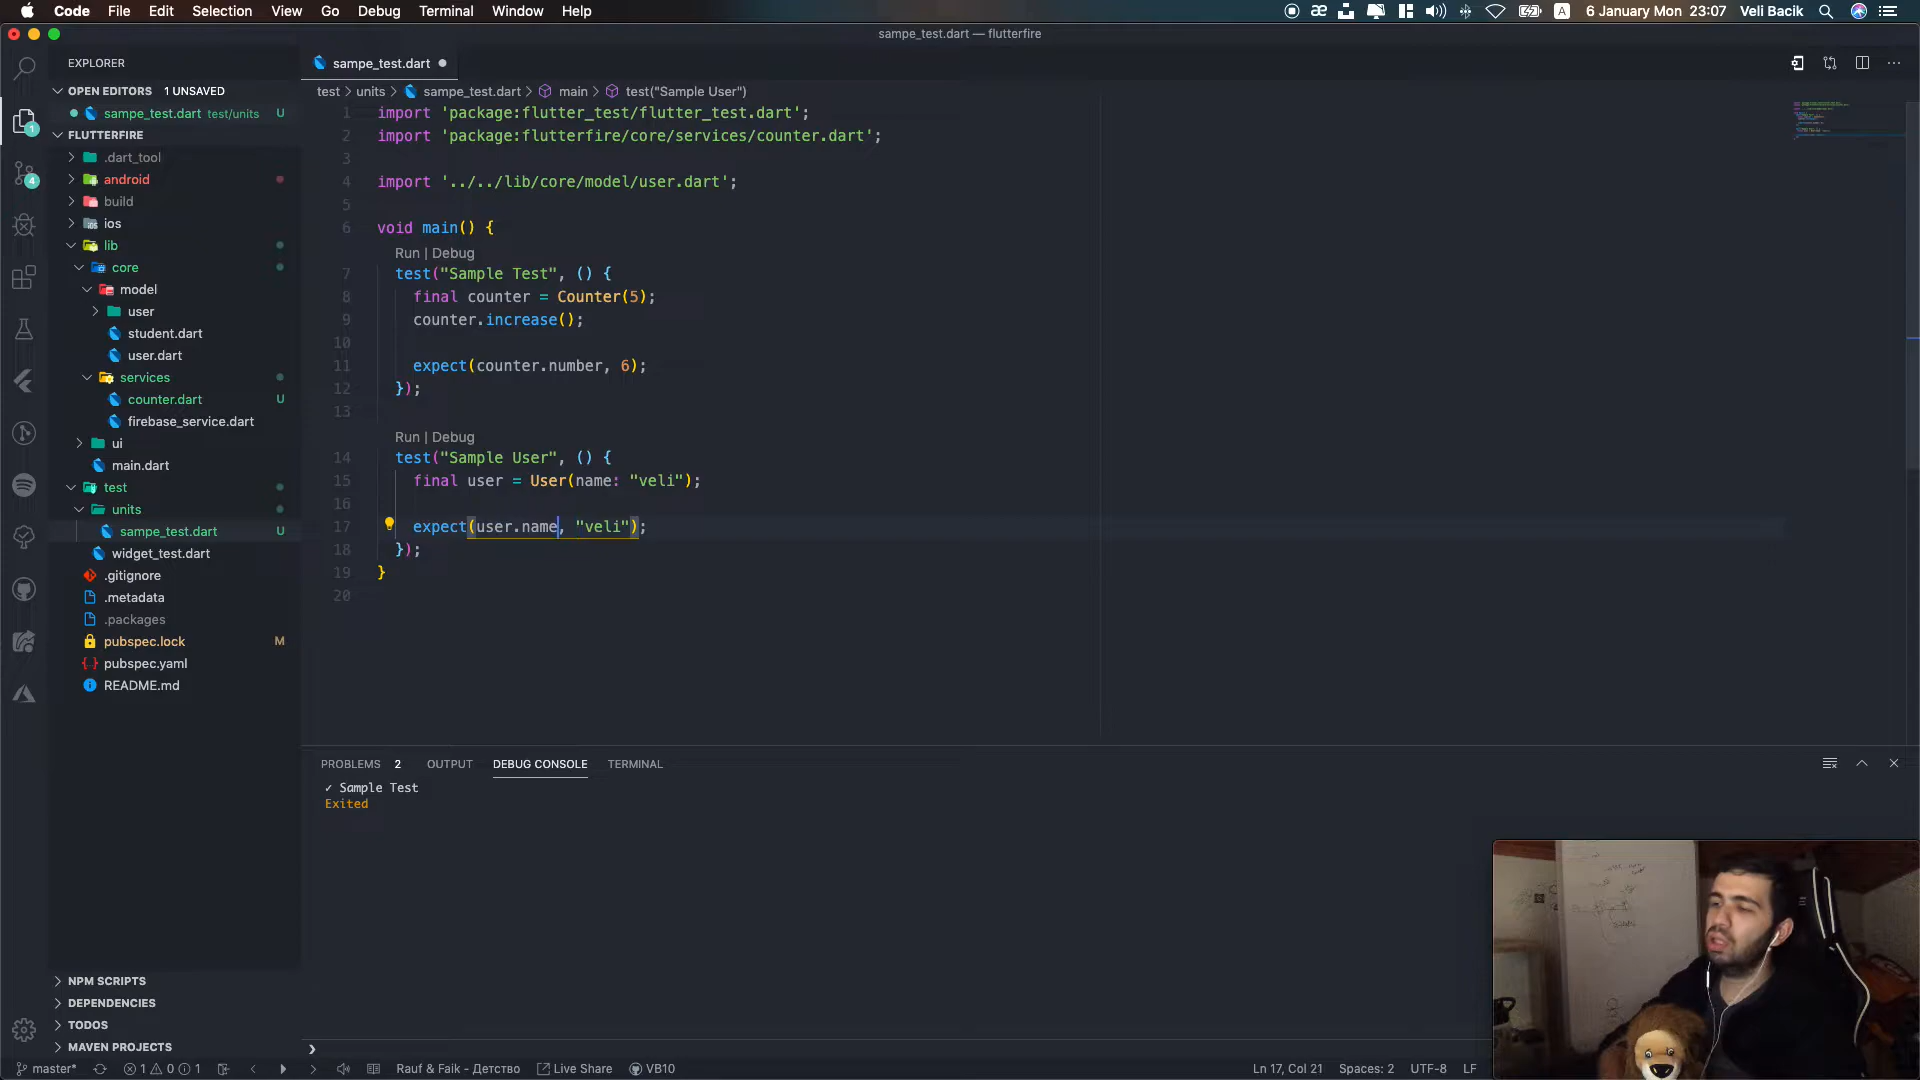 Code File Edit Selection View Go Debug Terminal Window Help
æ A 6 January Mon 23:07 Veli Bacik
sampe_test.dart — flutterfire
EXPLORER
OPEN EDITORS 1 UNSAVED
sampe_test.dart test/units U
FLUTTERFIRE
.dart_tool
android
build
ios
lib
core
model
user
student.dart
user.dart
services
counter.dart U
firebase_service.dart
ui
main.dart
test
units
sampe_test.dart U
widget_test.dart
.gitignore
.metadata
.packages
pubspec.lock M
pubspec.yaml
README.md
NPM SCRIPTS
DEPENDENCIES
TODOS
MAVEN PROJECTS
1
4
sampe_test.dart
test > units > sampe_test.dart > main > test("Sample User")
1 import 'package:flutter_test/flutter_test.dart';
2 import 'package:flutterfire/core/services/counter.dart';
3
4 import '../../lib/core/model/user.dart';
5
6 void main() {
Run | Debug
7 test("Sample Test", () {
8 final counter = Counter(5);
9 counter.increase();
10
11 expect(counter.number, 6);
12 });
13
Run | Debug
14 test("Sample User", () {
15 final user = User(name: "veli");
16
17 expect(user.name, "veli");
18 });
19 }
20
PROBLEMS 2 OUTPUT DEBUG CONSOLE TERMINAL
✓ Sample Test
Exited
master* 1 0 1 Rauf & Faik - Детство Live Share VB10 Ln 17, Col 21 Spaces: 2 UTF-8 LF